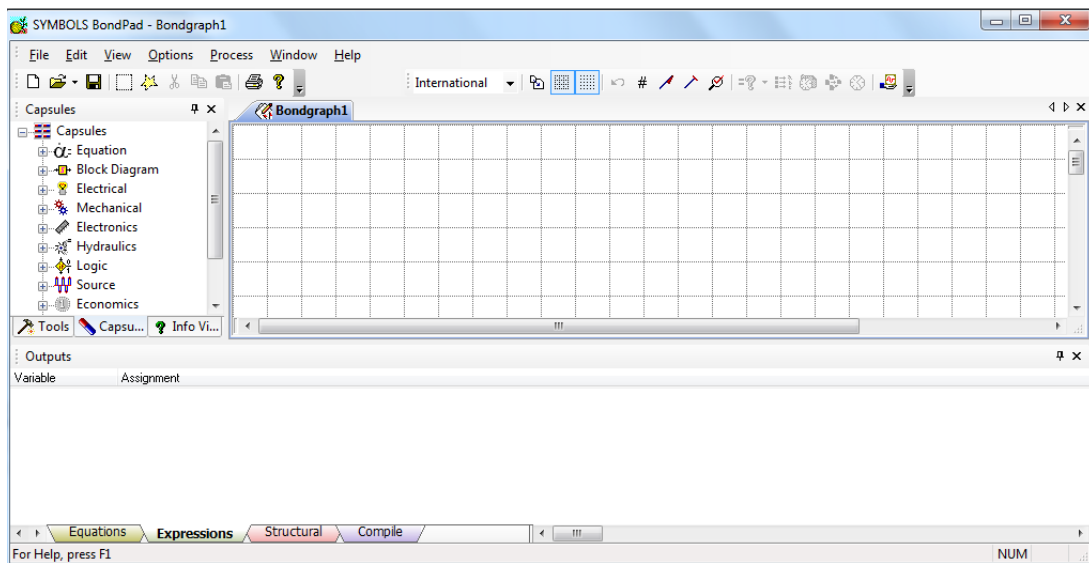 SYMBOLS BondPad - Bondgraph1
File Edit View Options Process Window Help
International
Capsules
Bondgraph1
Capsules
Equation
Block Diagram
Electrical
Mechanical
Electronics
Hydraulics
Logic
Source
Economics
Tools Capsu... Info Vi...
Outputs
Variable Assignment
Equations Expressions Structural Compile
For Help, press F1 NUM